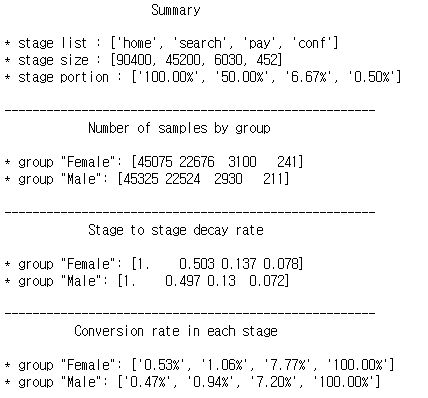 Summary
* stage list : ['home', 'search', 'pay', 'conf']
* stage size : [90400, 45200, 6030, 452]
* stage portion : ['100.00%', '50.00%', '6.67%', '0.50%']
-----------------------------------------------------
Number of samples by group
* group "Female": [45075 22676  3100   241]
* group "Male": [45325 22524  2930   211]
-----------------------------------------------------
Stage to stage decay rate
* group "Female": [1.    0.503 0.137 0.078]
* group "Male": [1.    0.497 0.13  0.072]
-----------------------------------------------------
Conversion rate in each stage
* group "Female": ['0.53%', '1.06%', '7.77%', '100.00%']
* group "Male": ['0.47%', '0.94%', '7.20%', '100.00%']